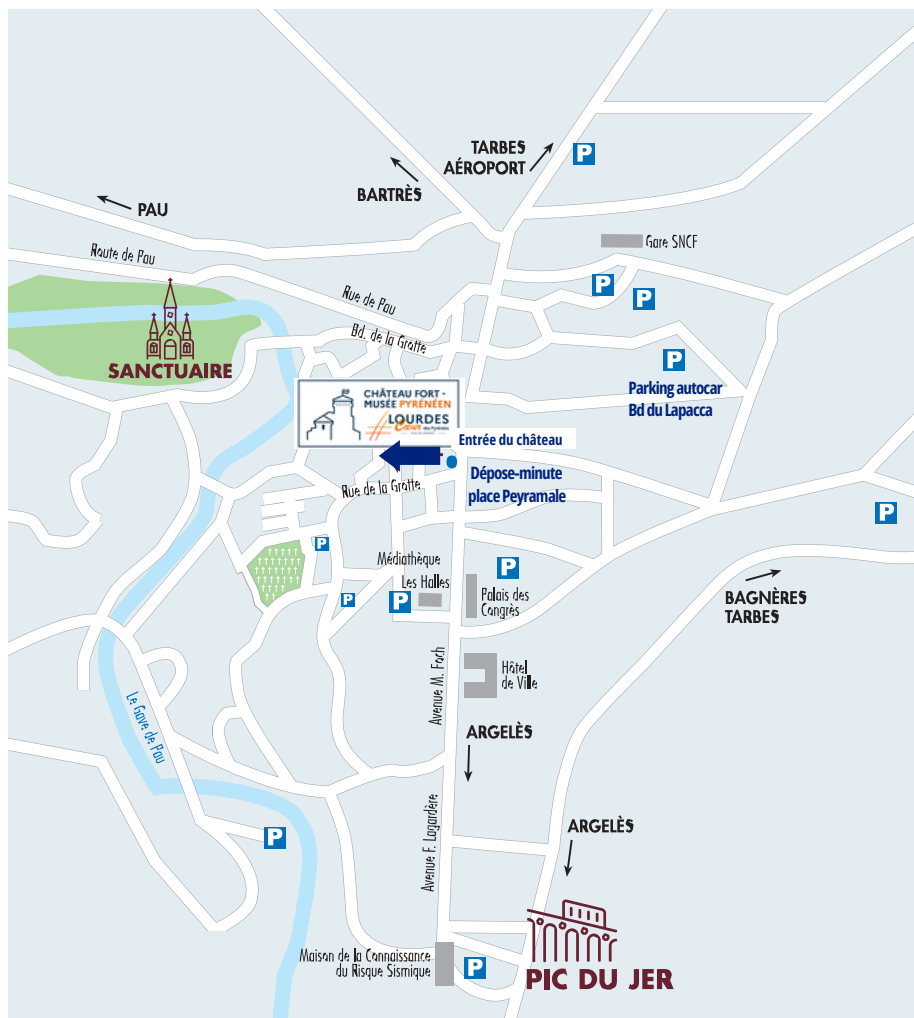 TARBES
AÉROPORT
P
BARTRÈS
PAU
Route de Pau
Gare SNCF
P
P
Rue de Pau
Bd. de la Grotte
SANCTUAIRE
P
Parking autocar
Bd du Lapacca
CHÂTEAU FORT -
MUSÉE PYRÉNÉEN
LOURDES
Cœur des Pyrénées
Entrée du château
Dépose-minute
place Peyramale
Rue de la Grotte
P
P
Médiathèque
P
Les Halles
P
P
Palais des
Congrès
BAGNÈRES
TARBES
Hôtel
de Ville
Avenue M. Foch
Le Gave de Pau
ARGELÈS
Avenue F. Lagardère
ARGELÈS
P
Maison de la Connaissance
du Risque Sismique
P
PIC DU JER